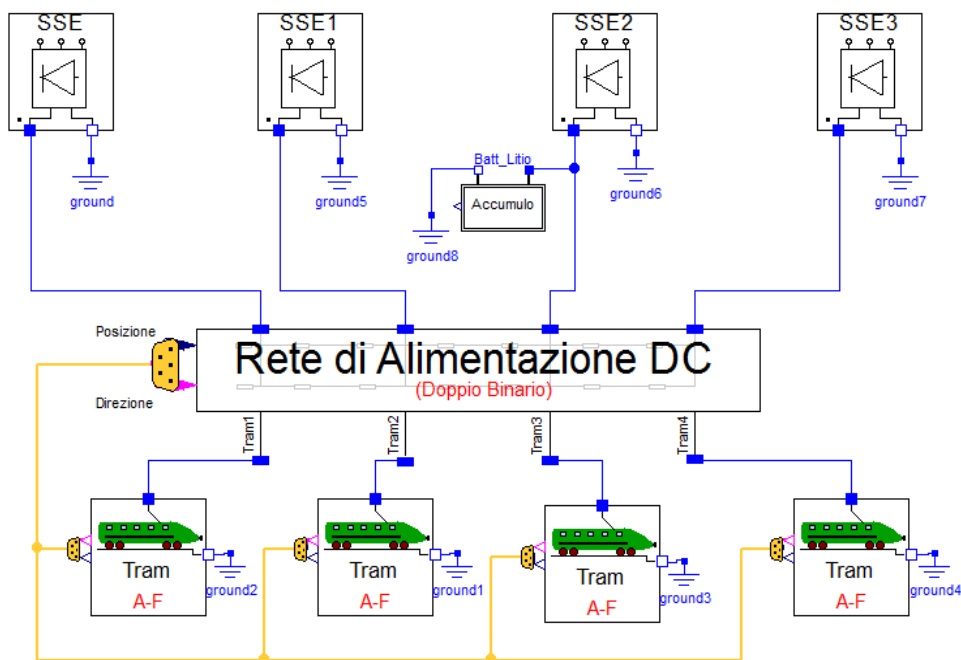 SSE
SSE1
SSE2
SSE3
ground
ground5
Batt_Litio
ground6
ground7
Accumulo
ground8
Posizione
Rete di Alimentazione DC
(Doppio Binario)
Direzione
Tram1
Tram2
Tram3
Tram4
Tram
A-F
ground2
Tram
A-F
ground1
Tram
A-F
ground3
Tram
A-F
ground4